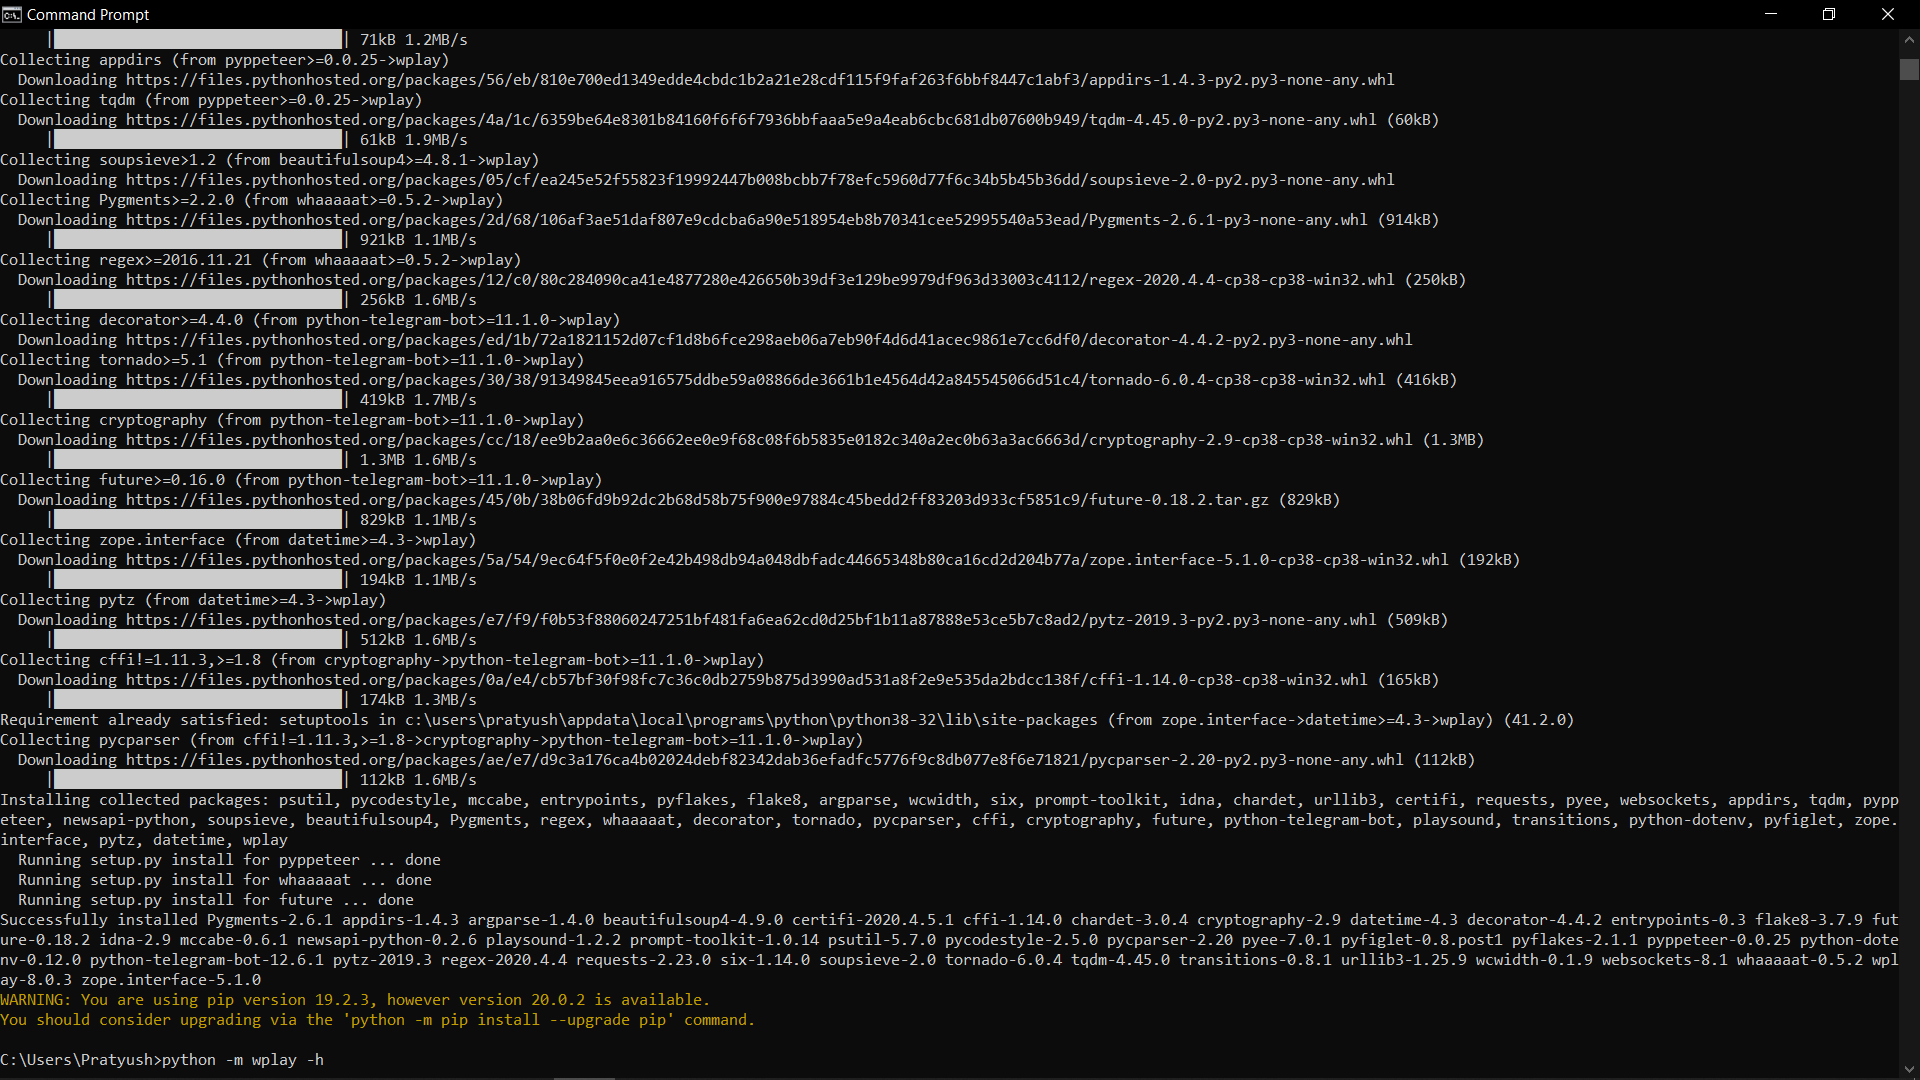 Command Prompt
71kB 1.2MB/s
Collecting appdirs (from pyppeteer>=0.0.25->wplay)
Downloading https://files.pythonhosted.org/packages/56/eb/810e700ed1349edde4cbdc1b2a21e28cdf115f9faf263f6bbf8447c1abf3/appdirs-1.4.3-py2.py3-none-any.whl
Collecting tqdm (from pyppeteer>=0.0.25->wplay)
Downloading https://files.pythonhosted.org/packages/4a/1c/6359be64e8301b84160f6f6f7936bbfaaa5e9a4eab6cbc681db07600b949/tqdm-4.45.0-py2.py3-none-any.whl (60kB)
61kB 1.9MB/s
Collecting soupsieve>1.2 (from beautifulsoup4>=4.8.1->wplay)
Downloading https://files.pythonhosted.org/packages/05/cf/ea245e52f55823f19992447b008bcbb7f78efc5960d77f6c34b5b45b36dd/soupsieve-2.0-py2.py3-none-any.whl
Collecting Pygments>=2.2.0 (from whaaaaat>=0.5.2->wplay)
Downloading https://files.pythonhosted.org/packages/2d/68/106af3ae51daf807e9cdcba6a90e518954eb8b70341cee52995540a53ead/Pygments-2.6.1-py3-none-any.whl (914kB)
921kB 1.1MB/s
Collecting regex>=2016.11.21 (from whaaaaat>=0.5.2->wplay)
Downloading https://files.pythonhosted.org/packages/12/c0/80c284090ca41e4877280e426650b39df3e129be9979df963d33003c4112/regex-2020.4.4-cp38-cp38-win32.whl (250kB)
256kB 1.6MB/s
Collecting decorator>=4.4.0 (from python-telegram-bot>=11.1.0->wplay)
Downloading https://files.pythonhosted.org/packages/ed/1b/72a1821152d07cf1d8b6fce298aeb06a7eb90f4d6d41acec9861e7cc6df0/decorator-4.4.2-py2.py3-none-any.whl
Collecting tornado>=5.1 (from python-telegram-bot>=11.1.0->wplay)
Downloading https://files.pythonhosted.org/packages/30/38/91349845eea916575ddbe59a08866de3661b1e4564d42a845545066d51c4/tornado-6.0.4-cp38-cp38-win32.whl (416kB)
419kB 1.7MB/s
Collecting cryptography (from python-telegram-bot>=11.1.0->wplay)
Downloading https://files.pythonhosted.org/packages/cc/18/ee9b2aa0e6c36662ee0e9f68c08f6b5835e0182c340a2ec0b63a3ac6663d/cryptography-2.9-cp38-cp38-win32.whl (1.3MB)
1.3MB 1.6MB/s
Collecting future>=0.16.0 (from python-telegram-bot>=11.1.0->wplay)
Downloading https://files.pythonhosted.org/packages/45/0b/38b06fd9b92dc2b68d58b75f900e97884c45bedd2ff83203d933cf5851c9/future-0.18.2.tar.gz (829kB)
829kB 1.1MB/s
Collecting zope.interface (from datetime>=4.3->wplay)
Downloading https://files.pythonhosted.org/packages/5a/54/9ec64f5f0e0f2e42b498db94a048dbfadc44665348b80ca16cd2d204b77a/zope.interface-5.1.0-cp38-cp38-win32.whl (192kB)
194kB 1.1MB/s
Collecting pytz (from datetime>=4.3->wplay)
Downloading https://files.pythonhosted.org/packages/e7/f9/f0b53f88060247251bf481fa6ea62cd0d25bf1b11a87888e53ce5b7c8ad2/pytz-2019.3-py2.py3-none-any.whl (509kB)
512kB 1.6MB/s
Collecting cffi!=1.11.3,>=1.8 (from cryptography->python-telegram-bot>=11.1.0->wplay)
Downloading https://files.pythonhosted.org/packages/0a/e4/cb57bf30f98fc7c36c0db2759b875d3990ad531a8f2e9e535da2bdcc138f/cffi-1.14.0-cp38-cp38-win32.whl (165kB)
174kB 1.3MB/s
Requirement already satisfied: setuptools in c:\users\pratyush\appdata\local\programs\python\python38-32\lib\site-packages (from zope.interface->datetime>=4.3->wplay) (41.2.0)
Collecting pycparser (from cffi!=1.11.3,>=1.8->cryptography->python-telegram-bot>=11.1.0->wplay)
Downloading https://files.pythonhosted.org/packages/ae/e7/d9c3a176ca4b02024debf82342dab36efadfc5776f9c8db077e8f6e71821/pycparser-2.20-py2.py3-none-any.whl (112kB)
112kB 1.6MB/s
Installing collected packages: psutil, pycodestyle, mccabe, entrypoints, pyflakes, flake8, argparse, wcwidth, six, prompt-toolkit, idna, chardet, urllib3, certifi, requests, pyee, websockets, appdirs, tqdm, pypp
eteer, newsapi-python, soupsieve, beautifulsoup4, Pygments, regex, whaaaaat, decorator, tornado, pycparser, cffi, cryptography, future, python-telegram-bot, playsound, transitions, python-dotenv, pyfiglet, zope.
interface, pytz, datetime, wplay
Running setup.py install for pyppeteer ... done
Running setup.py install for whaaaaat ... done
Running setup.py install for future ... done
Successfully installed Pygments-2.6.1 appdirs-1.4.3 argparse-1.4.0 beautifulsoup4-4.9.0 certifi-2020.4.5.1 cffi-1.14.0 chardet-3.0.4 cryptography-2.9 datetime-4.3 decorator-4.4.2 entrypoints-0.3 flake8-3.7.9 fut
ure-0.18.2 idna-2.9 mccabe-0.6.1 newsapi-python-0.2.6 playsound-1.2.2 prompt-toolkit-1.0.14 psutil-5.7.0 pycodestyle-2.5.0 pycparser-2.20 pyee-7.0.1 pyfiglet-0.8.post1 pyflakes-2.1.1 pyppeteer-0.0.25 python-dote
nv-0.12.0 python-telegram-bot-12.6.1 pytz-2019.3 regex-2020.4.4 requests-2.23.0 six-1.14.0 soupsieve-2.0 tornado-6.0.4 tqdm-4.45.0 transitions-0.8.1 urllib3-1.25.9 wcwidth-0.1.9 websockets-8.1 whaaaaat-0.5.2 wpl
ay-8.0.3 zope.interface-5.1.0
WARNING: You are using pip version 19.2.3, however version 20.0.2 is available.
You should consider upgrading via the 'python -m pip install --upgrade pip' command.
C:\Users\Pratyush>python -m wplay -h